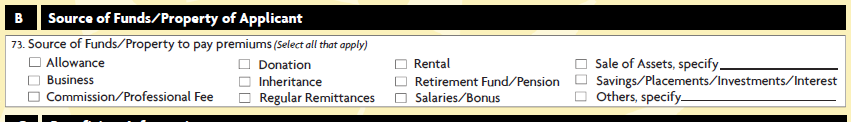 B Source of Funds/Property of Applicant
73. Source of Funds/Property to pay premiums (Select all that apply)
Allowance Donation Rental Sale of Assets, specify
Business Inheritance Retirement Fund/Pension Savings/Placements/Investments/Interest
Commission/Professional Fee Regular Remittances Salaries/Bonus Others, specify